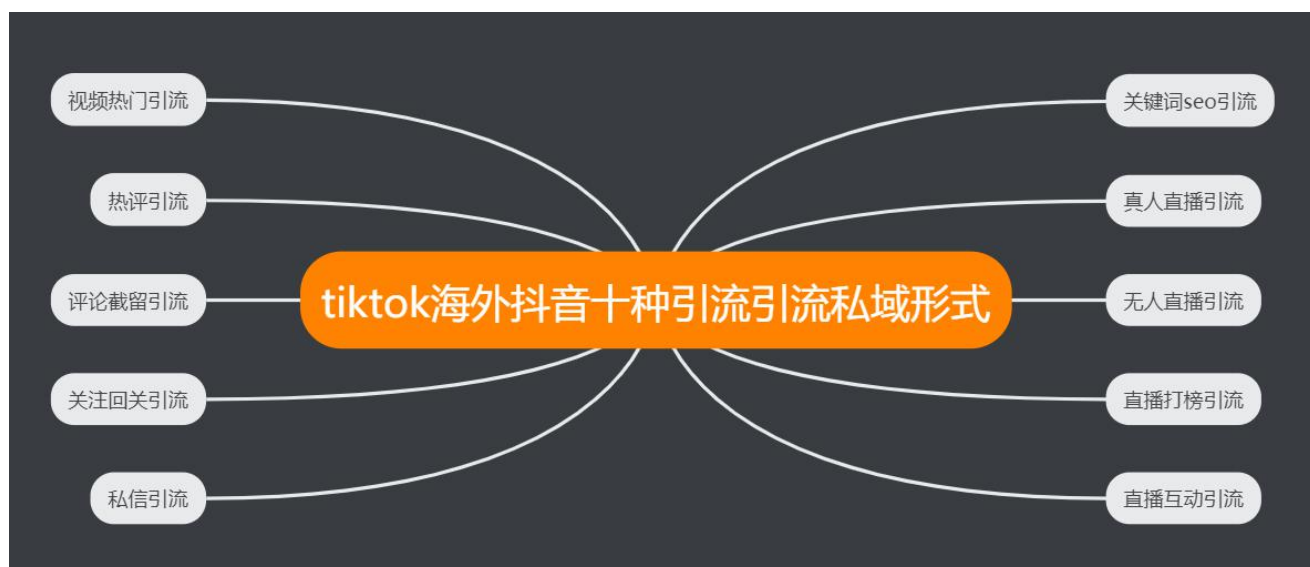 tiktok海外抖音十种引流引流私域形式
视频热门引流
热评引流
评论截留引流
关注回关引流
私信引流
关键词seo引流
真人直播引流
无人直播引流
直播打榜引流
直播互动引流